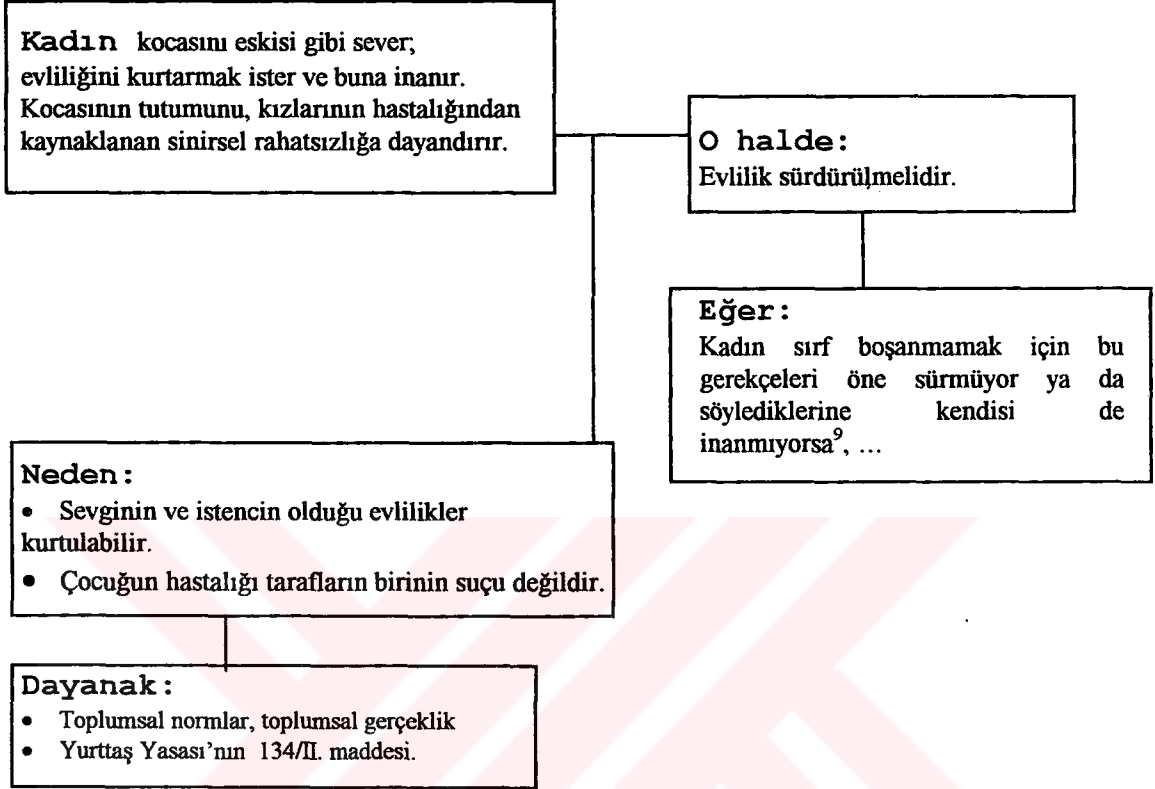 Kadın kocasını eskisi gibi sever;
evliliğini kurtarmak ister ve buna inanır.
Kocasının tutumunu, kızlarının hastalığından
kaynaklanan sinirsel rahatsızlığa dayandırır.
O halde:
Evlilik sürdürülmelidir.
Eğer:
Kadın sırf boşanmamak için bu
gerekçeleri öne sürmüyor ya da
söylediklerine kendisi de
inanmıyorsa⁹, ...
Neden:
• Sevginin ve istencin olduğu evlilikler
kurtulabilir.
• Çocuğun hastalığı tarafların birinin suçu değildir.
Dayanak:
• Toplumsal normlar, toplumsal gerçeklik
• Yurttaş Yasası'nın 134/II. maddesi.